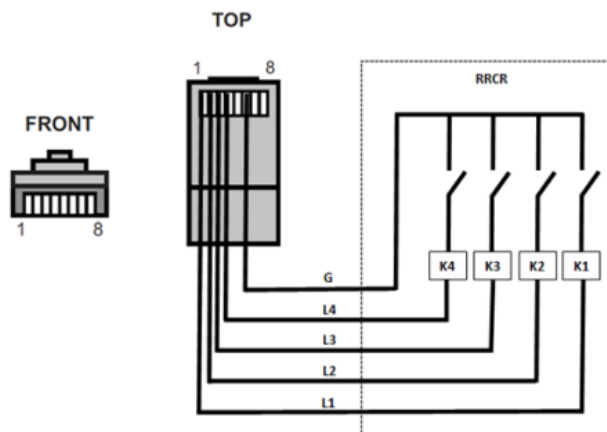 TOP
1 8
RRCR
FRONT
1 8
K4 K3 K2 K1
G
L4
L3
L2
L1